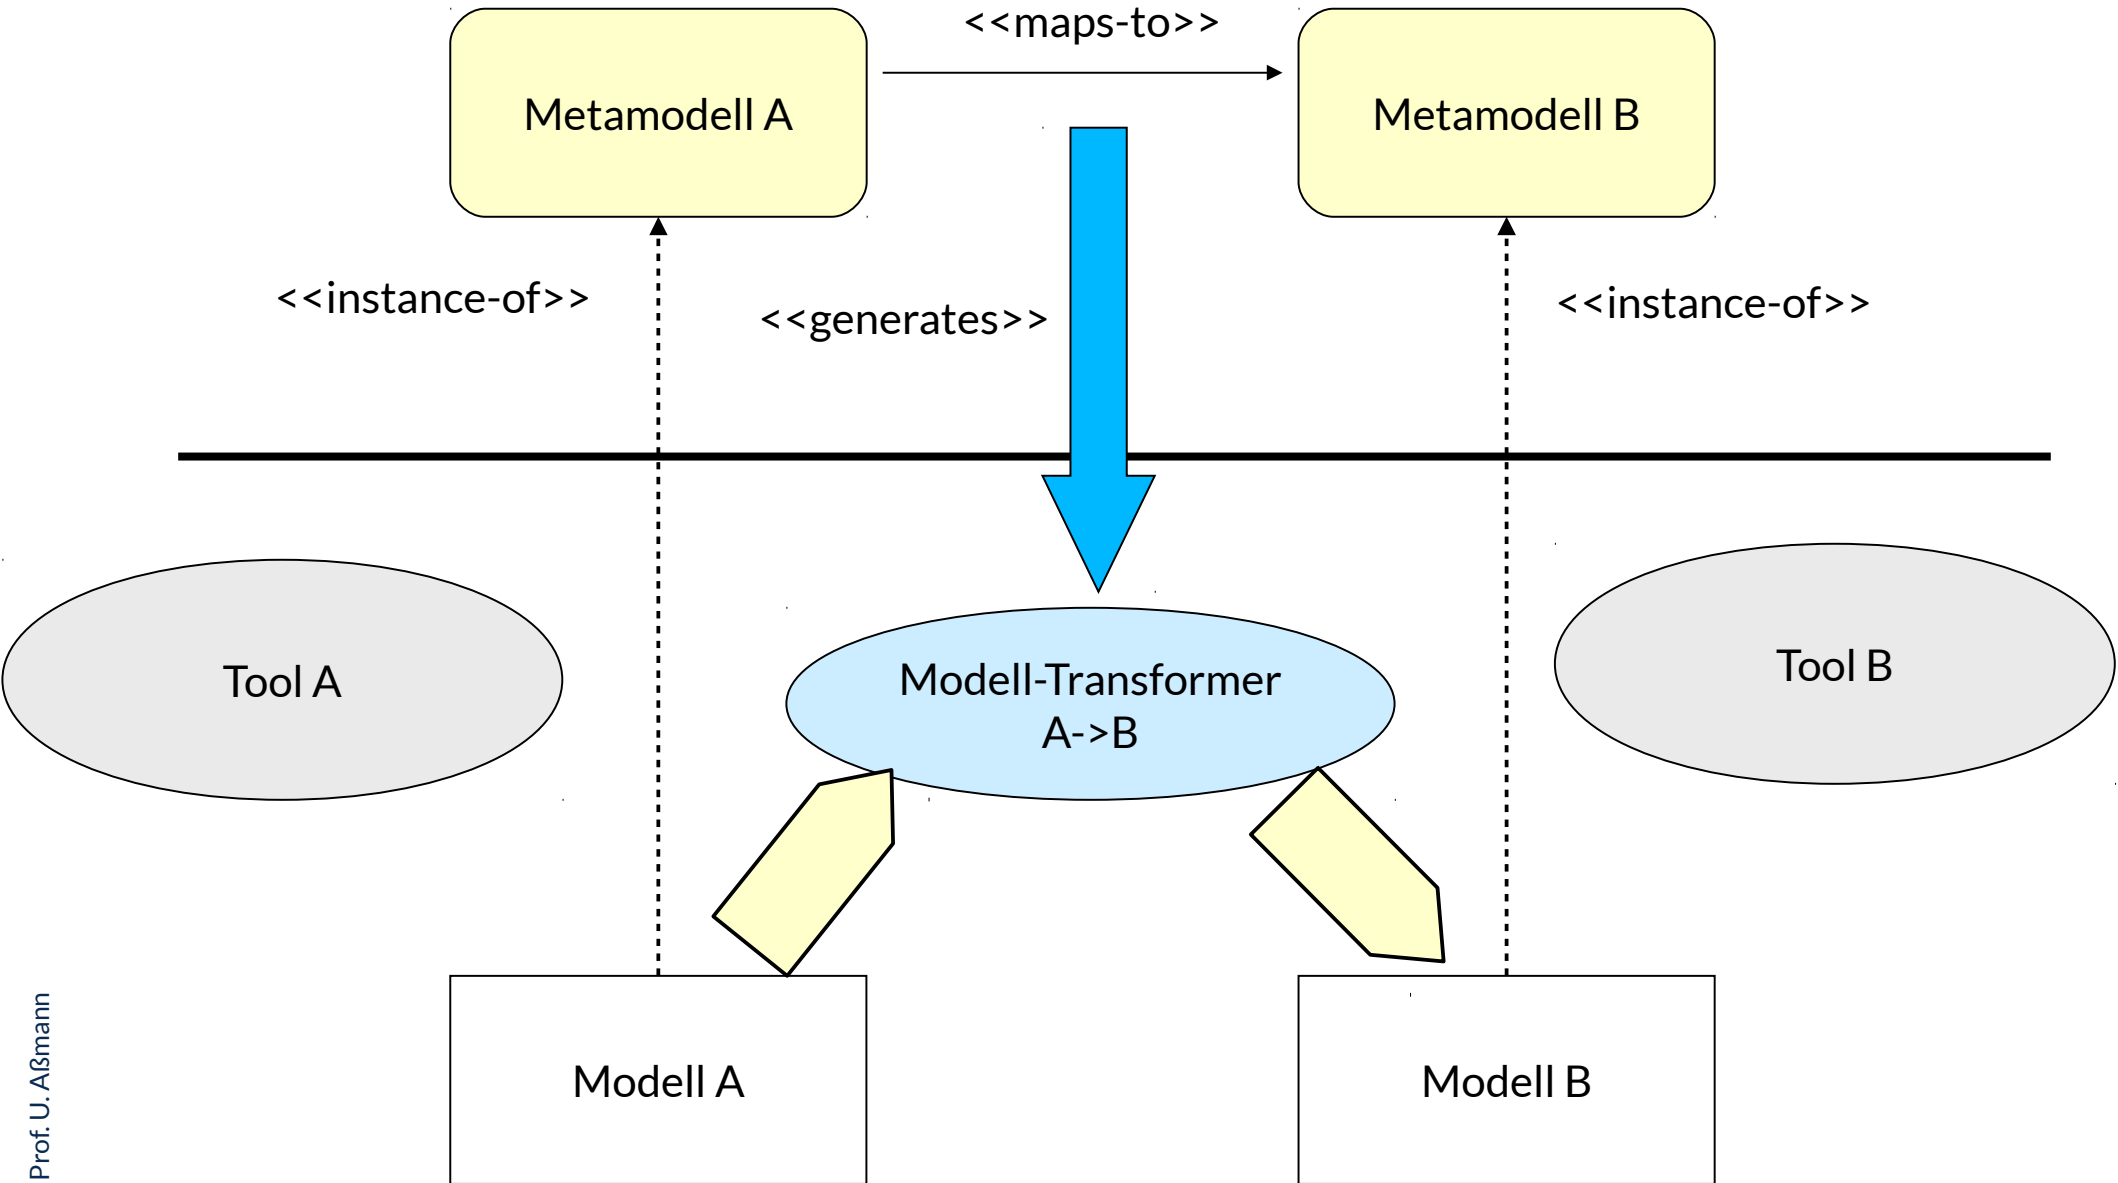 <<maps-to>>
Metamodell A
Metamodell B
<<instance-of>>
<<generates>>
<<instance-of>>
Tool A
Modell-Transformer
A->B
Tool B
Modell A
Modell B
Prof. U. Aßmann